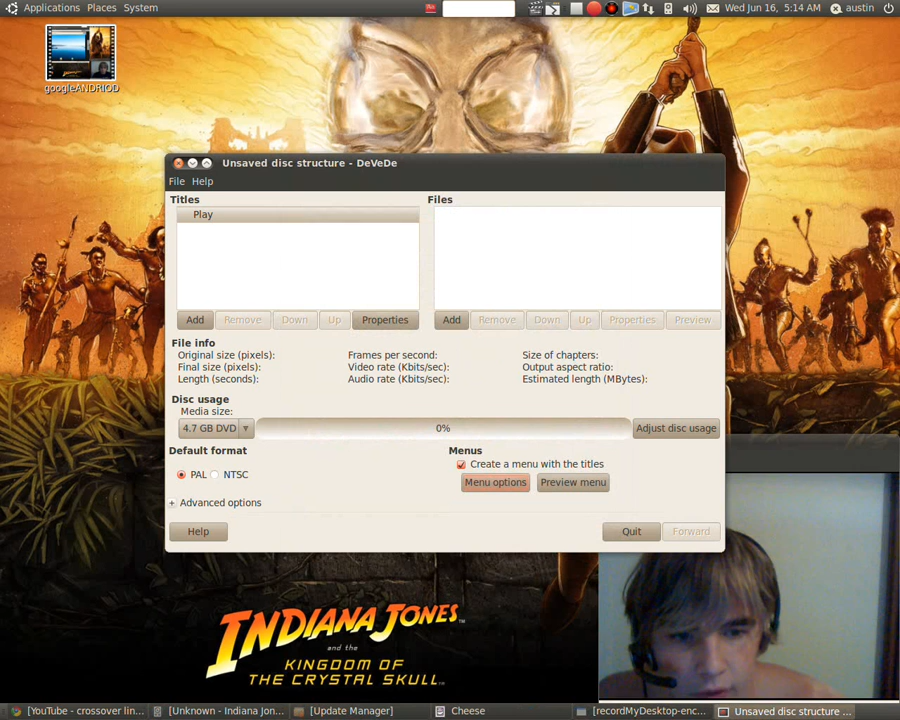 Applications Places System
Wed Jun 16, 5:14 AM
austin
googleANDRIOD
Unsaved disc structure - DeVeDe
File Help
Titles
Files
Play
Add Remove Down Up Properties
Add Remove Down Up Properties Preview
File info
Original size (pixels): Frames per second: Size of chapters:
Final size (pixels): Video rate (Kbits/sec): Output aspect ratio:
Length (seconds): Audio rate (Kbits/sec): Estimated length (MBytes):
Disc usage
Media size:
4.7 GB DVD 0% Adjust disc usage
Default format
Menus
PAL NTSC
Create a menu with the titles
Menu options Preview menu
+ Advanced options
Help Quit Forward
INDIANA JONES™
and the
KINGDOM OF
THE CRYSTAL SKULL™
[YouTube - crossover lin... [Unknown - Indiana Jon... [Update Manager] Cheese [recordMyDesktop-enc... Unsaved disc structure ...